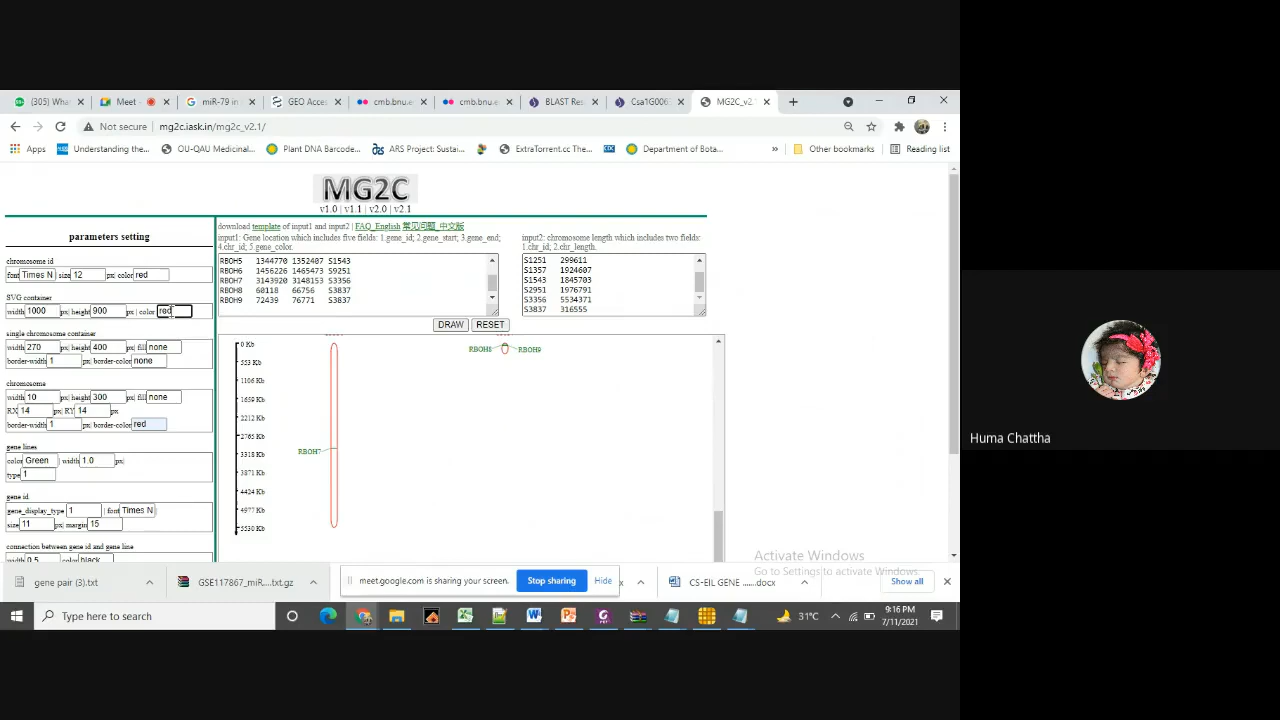 (305) Wha
Meet -
miR-79 in
GEO Acces
cmb.bnu.e
cmb.bnu.e
BLAST Res
Csa1G006
MG2C_v2.
Not secure | mg2c.iask.in/mg2c_v2.1/
Apps
Understanding the...
OU-QAU Medicinal...
Plant DNA Barcode...
ARS Project: Sustai...
ExtraTorrent.cc The...
Department of Bota...
»
Other bookmarks
Reading list
MG2C
v1.0 | v1.1 | v2.0 | v2.1
parameters setting
chromosome id
font Times N size 12 px| color red
SVG container
width 1000 px| height 900 px | color red
single chromosome container
width 270 px| height 400 px| fill none
border-width 1 px| border-color none
chromosome
width 10 px| height 300 px| fill none
RX 14 px| RY 14 px
border-width 1 px| border-color red
gene lines
color Green | width 1.0 px|
type 1
gene id
gene_display_type 1 | font Times N |
size 11 px| margin 15
connection between gene id and gene line
width 0.5 color black
download template of input1 and input2 | FAQ_English 常见问题_中文版
input1: Gene location which includes five fields: 1.gene_id; 2.gene_start; 3.gene_end;
4.chr_id; 5.gene_color.
RBOH5 1344770 1352407 S1543
RBOH6 1456226 1465473 S9251
RBOH7 3143920 3148153 S3356
RBOH8 60118 66756 S3837
RBOH9 72439 76771 S3837
input2: chromosome length which includes two fields:
1.chr_id; 2.chr_length.
S1251 299611
S1357 1924607
S1543 1845703
S2951 1976791
S3356 5534371
S3837 316555
DRAW
RESET
0 Kb
553 Kb
1106 Kb
1659 Kb
2212 Kb
2765 Kb
3318 Kb
3871 Kb
4424 Kb
4977 Kb
5530 Kb
RBOH7
RBOH8
RBOH9
Activate Windows
Go to Settings to activate Windows.
gene pair (3).txt
GSE117867_miR....txt.gz
meet.google.com is sharing your screen.
Stop sharing
Hide
CS-EIL GENE .......docx
Show all
Type here to search
31°C
9:16 PM
7/11/2021
Huma Chattha